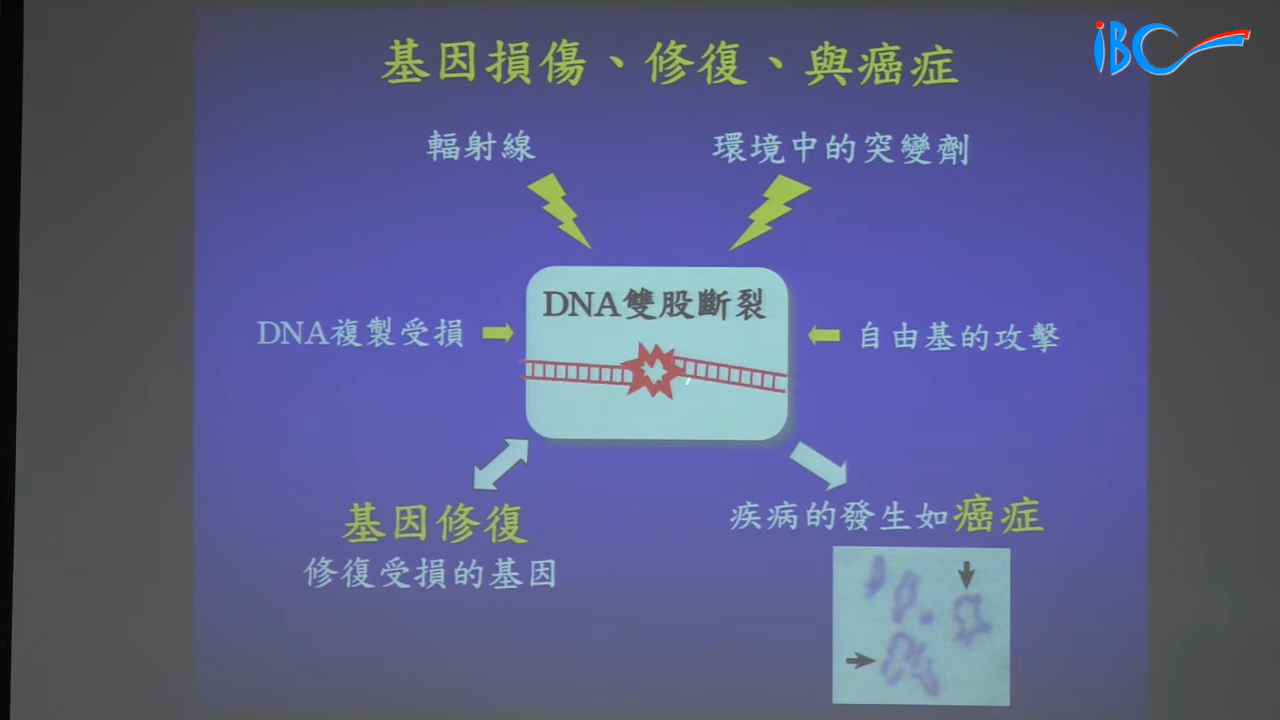 iBC
基因損傷、修復、與癌症
輻射線
環境中的突變劑
DNA雙股斷裂
DNA複製受損
自由基的攻擊
基因修復
修復受損的基因
疾病的發生如癌症